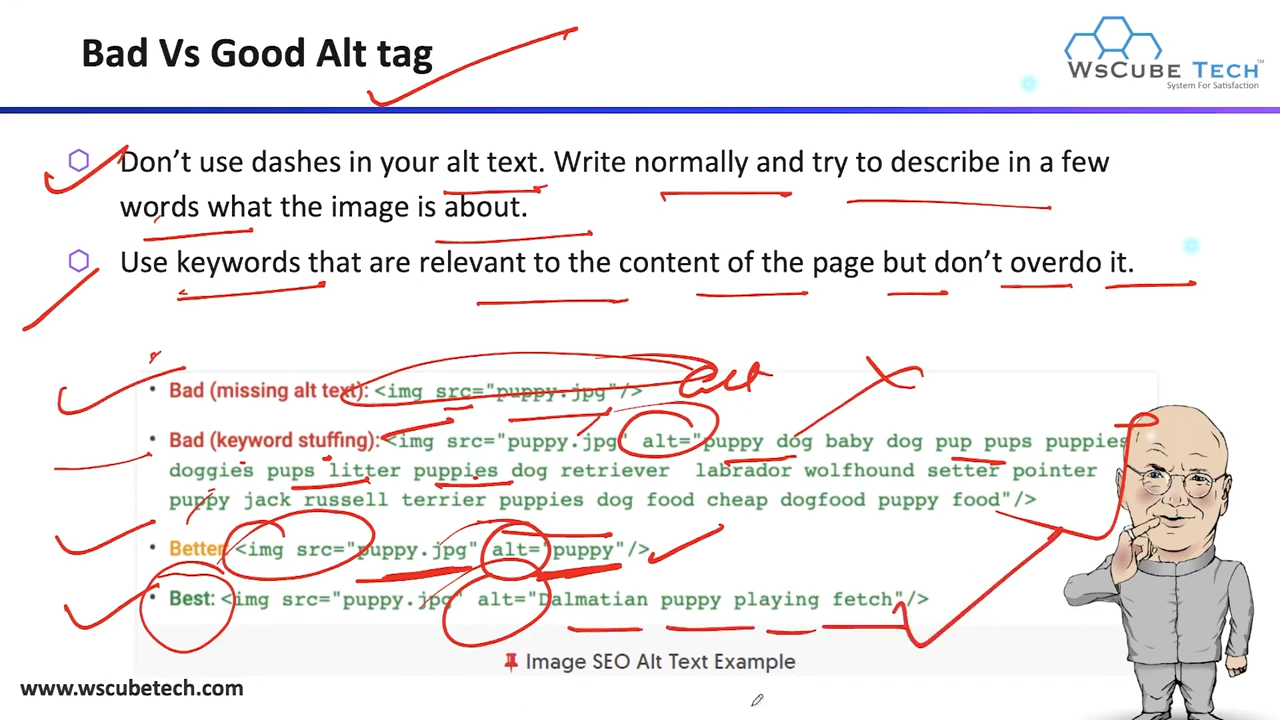 Bad Vs Good Alt tag
WsCube Tech™
System For Satisfaction
Don't use dashes in your alt text. Write normally and try to describe in a few
words what the image is about.
Use keywords that are relevant to the content of the page but don't overdo it.
• Bad (missing alt text): <img src="puppy.jpg"/>
alt
• Bad (keyword stuffing): <img src="puppy.jpg" alt="puppy dog baby dog pup pups puppies
doggies pups litter puppies dog retriever labrador wolfhound setter pointer
puppy jack russell terrier puppies dog food cheap dogfood puppy food"/>
• Better: <img src="puppy.jpg" alt="puppy"/>
• Best: <img src="puppy.jpg" alt="Dalmatian puppy playing fetch"/>
Image SEO Alt Text Example
www.wscubetech.com